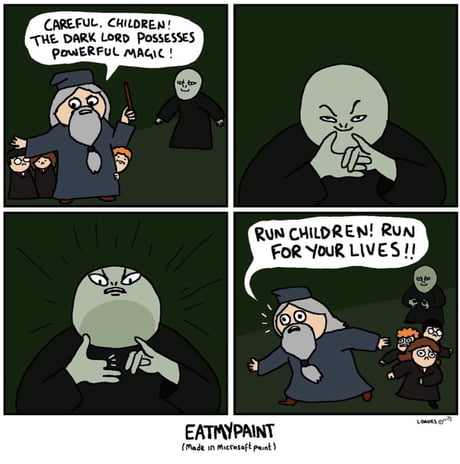 CAREFUL, CHILDREN!
THE DARK LORD POSSESSES
POWERFUL MAGIC!
RUN CHILDREN! RUN
FOR YOUR LIVES!!
LOAVES ©
EATMYPAINT
(Made in Microsoft paint)